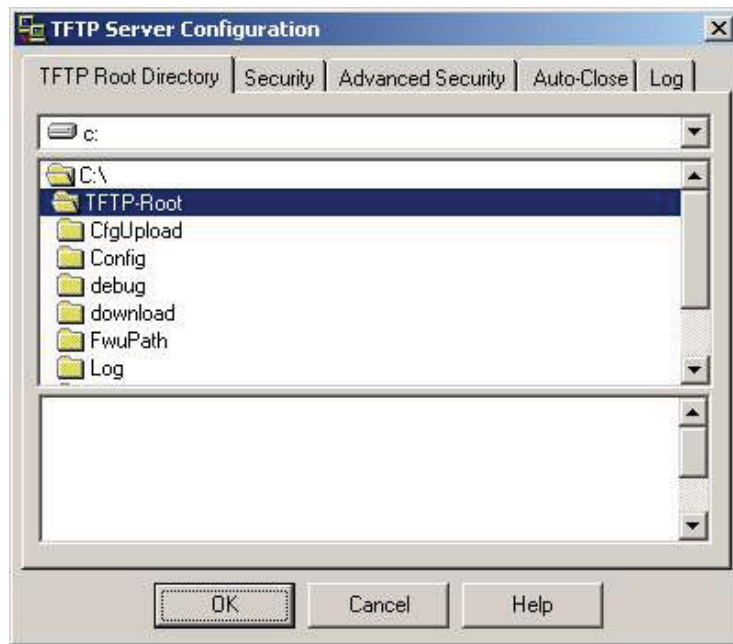 TFTP Server Configuration
TFTP Root Directory Security Advanced Security Auto-Close Log
c:
C:\
TFTP-Root
CfgUpload
Config
debug
download
FwuPath
Log
OK Cancel Help